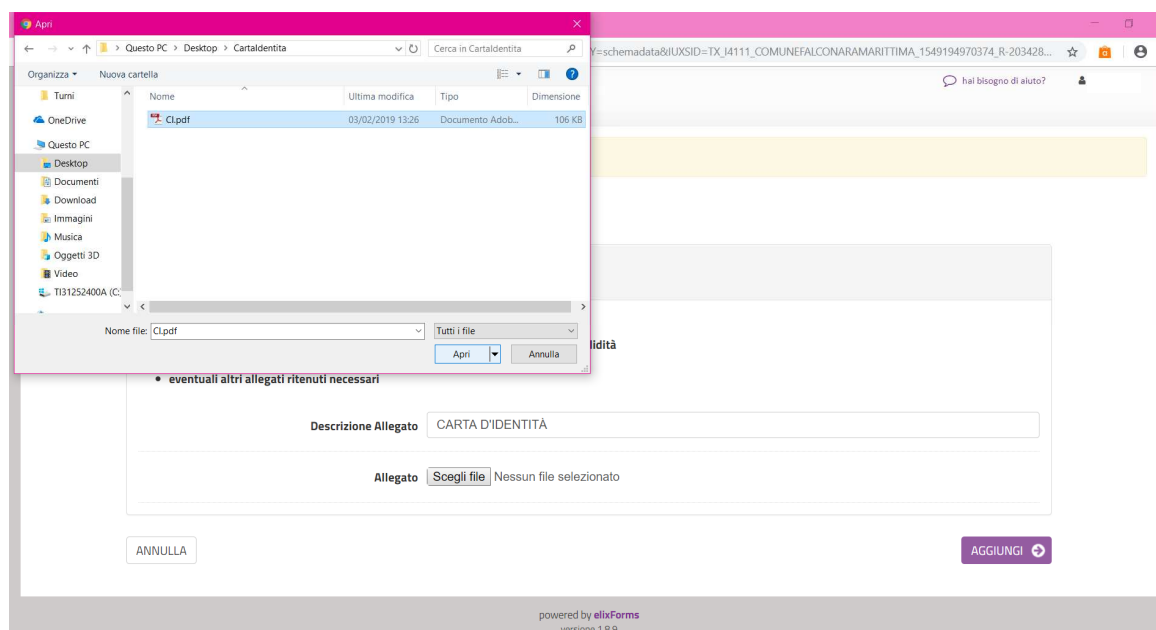 Apri
Questo PC > Desktop > CartaIdentita
Cerca in CartaIdentita
Y=schemadata&IUXSID=TX_I4111_COMUNEFALCONARAMARITTIMA_1549194970374_R-203428...
Organizza
Nuova cartella
hai bisogno di aiuto?
Nome
Ultima modifica
Tipo
Dimensione
CI.pdf
03/02/2019 13:26
Documento Adob...
106 KB
Turni
OneDrive
Questo PC
Desktop
Documenti
Download
Immagini
Musica
Oggetti 3D
Video
TI31252400A (C:
Nome file:
CI.pdf
Tutti i file
Apri
Annulla
lidità
• eventuali altri allegati ritenuti necessari
Descrizione Allegato
CARTA D'IDENTITÀ
Allegato
Scegli file
Nessun file selezionato
ANNULLA
AGGIUNGI
powered by elixForms
versione 1.8.9